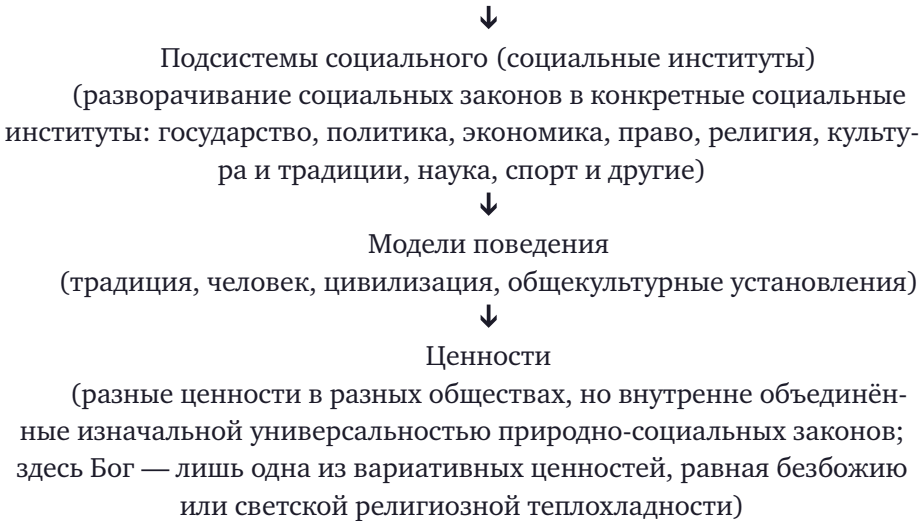 ↓
Подсистемы социального (социальные институты)
(разворачивание социальных законов в конкретные социальные
институты: государство, политика, экономика, право, религия, культу-
ра и традиции, наука, спорт и другие)
↓
Модели поведения
(традиция, человек, цивилизация, общекультурные установления)
↓
Ценности
(разные ценности в разных обществах, но внутренне объединён-
ные изначальной универсальностью природно-социальных законов;
здесь Бог — лишь одна из вариативных ценностей, равная безбожию
или светской религиозной теплохладности)